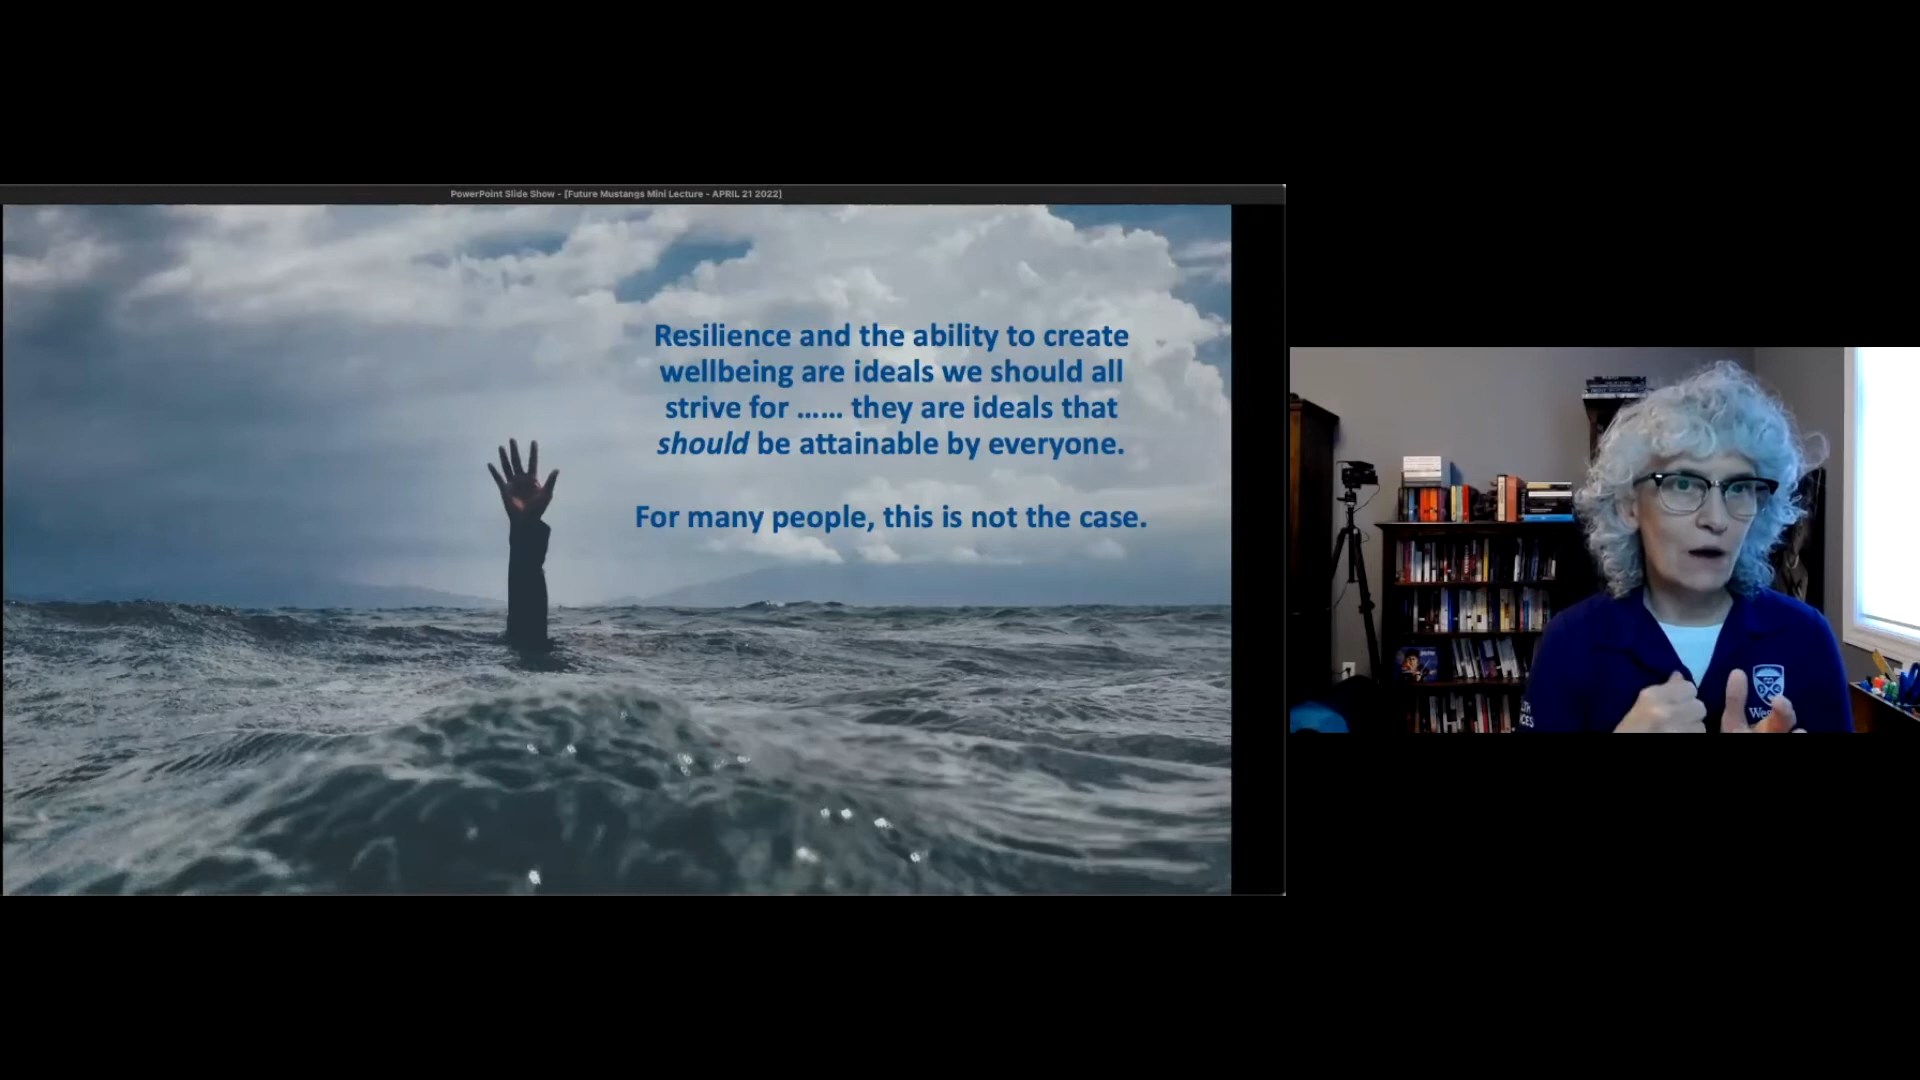 PowerPoint Slide Show - [Future Mustangs Mini Lecture - APRIL 21 2022]
Resilience and the ability to create
wellbeing are ideals we should all
strive for ...... they are ideals that
should be attainable by everyone.
For many people, this is not the case.